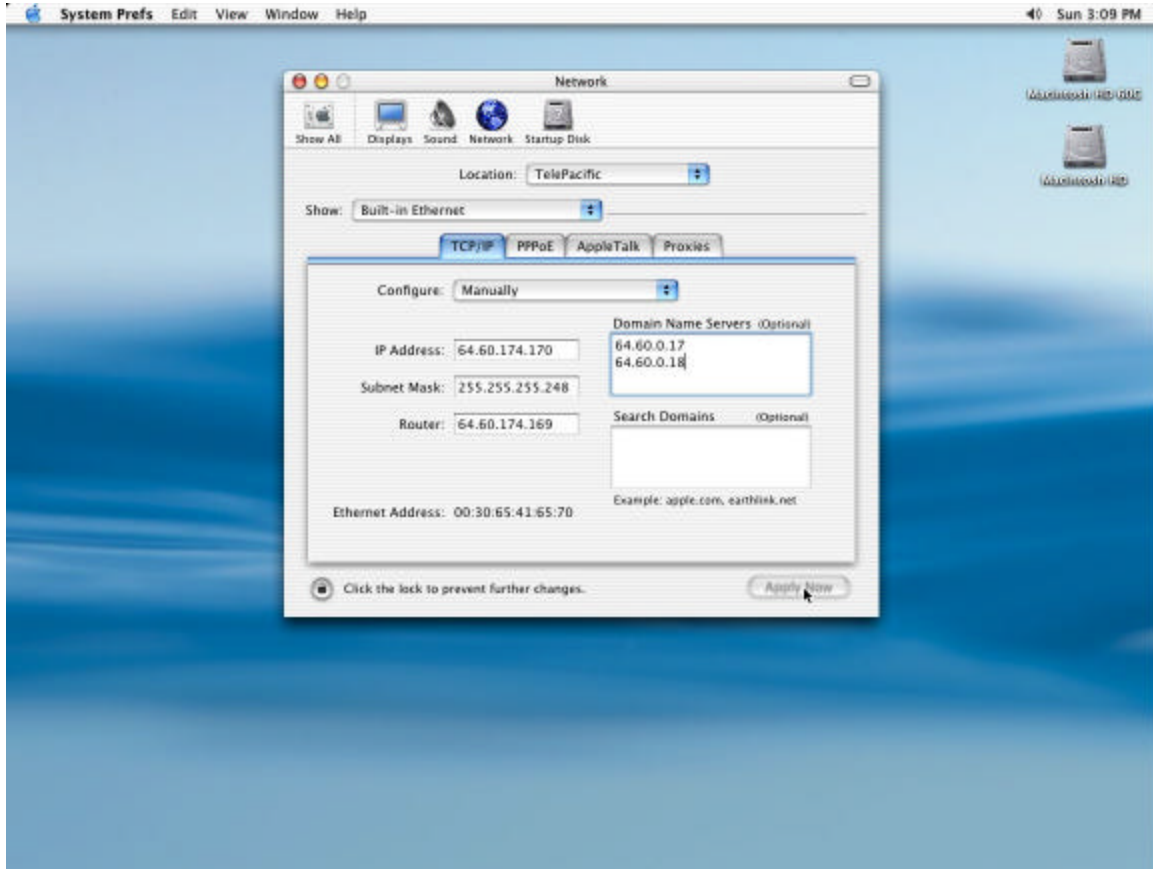 System Prefs Edit View Window Help
Sun 3:09 PM
Macintosh HD
Macintosh HD
Network
Show All Displays Sound Network Startup Disk
Location: TelePacific
Show: Built-in Ethernet
TCP/IP PPPoE AppleTalk Proxies
Configure: Manually
Domain Name Servers (Optional)
64.60.0.17
64.60.0.18
IP Address: 64.60.174.170
Subnet Mask: 255.255.255.248
Router: 64.60.174.169
Search Domains (Optional)
Example: apple.com, earthlink.net
Ethernet Address: 00:30:65:41:65:70
Click the lock to prevent further changes.
Apply Now